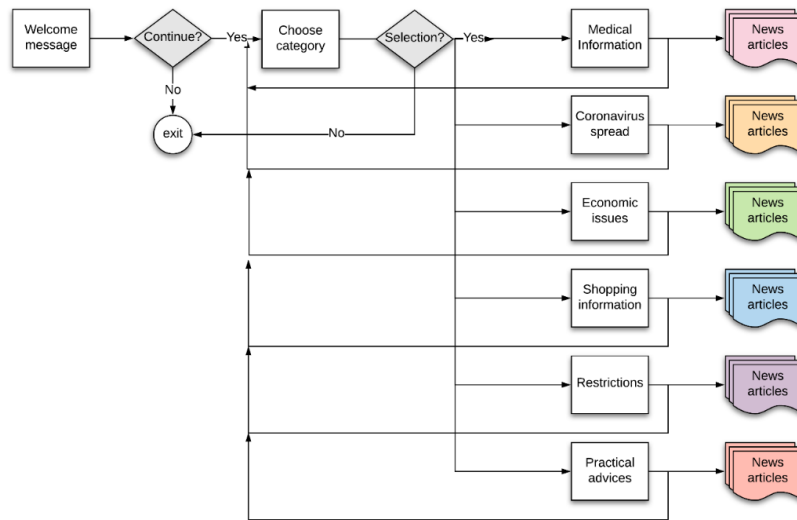 Welcome
message
Continue?
Yes
Choose
category
Selection?
Yes
Medical
Information
News
articles
No
exit
No
Coronavirus
spread
News
articles
Economic
issues
News
articles
Shopping
information
News
articles
Restrictions
News
articles
Practical
advices
News
articles